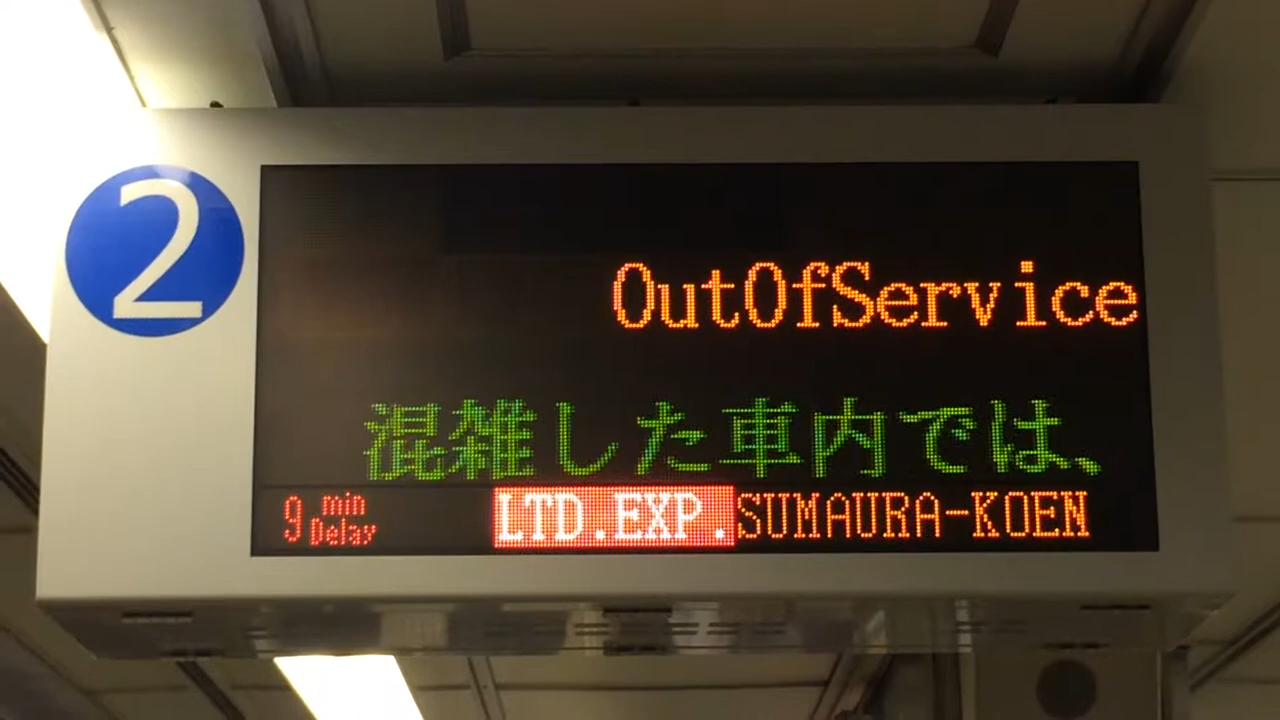 2
OutOfService
混雑した車内では、
9 min Delay LTD.EXP. SUMAURA-KOEN